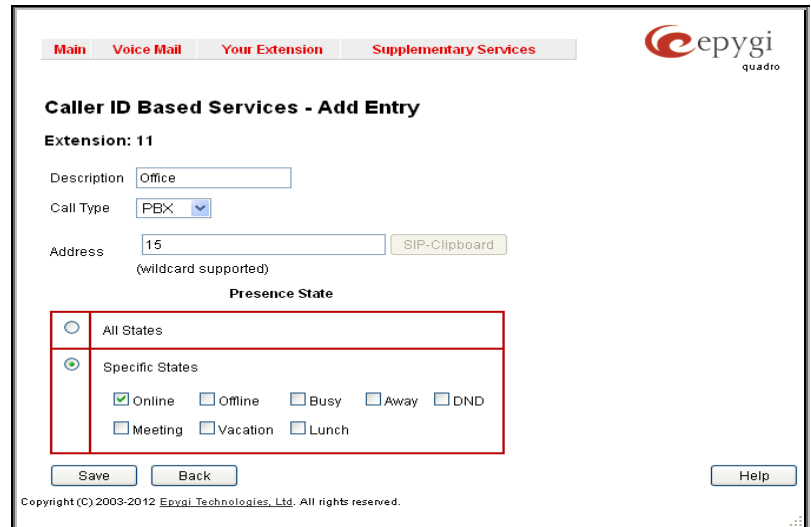 Main Voice Mail Your Extension Supplementary Services
epygi
quadro
Caller ID Based Services - Add Entry
Extension: 11
Description Office
Call Type PBX
Address 15 SIP-Clipboard
(wildcard supported)
Presence State
All States
Specific States
Online Offline Busy Away DND
Meeting Vacation Lunch
Save Back Help
Copyright (C) 2003-2012 Epygi Technologies, Ltd. All rights reserved.